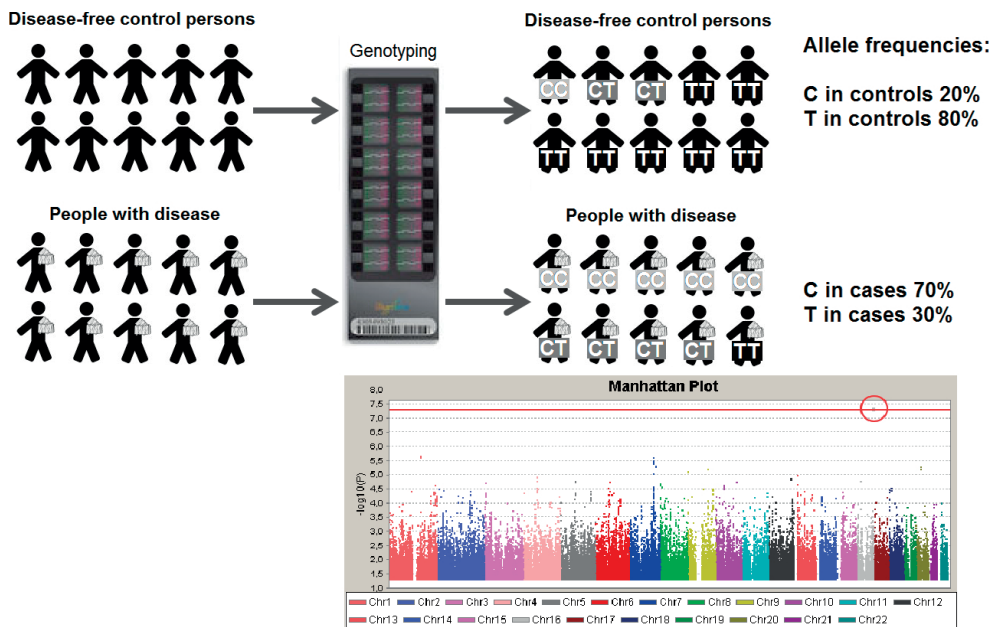 Disease-free control persons
Genotyping
Disease-free control persons
CC CT CT TT TT
TT TT TT TT TT
Allele frequencies:
C in controls 20%
T in controls 80%
People with disease
People with disease
CC CC CC CC CC
CT CT CT CT TT
C in cases 70%
T in cases 30%
Manhattan Plot
8,0
7,5
7,0
6,5
6,0
5,5
5,0
4,5
4,0
3,5
3,0
2,5
2,0
1,5
1,0
-log10(P)
Chr1 Chr2 Chr3 Chr4 Chr5 Chr6 Chr7 Chr8 Chr9 Chr10 Chr11 Chr12
Chr13 Chr14 Chr15 Chr16 Chr17 Chr18 Chr19 Chr20 Chr21 Chr22